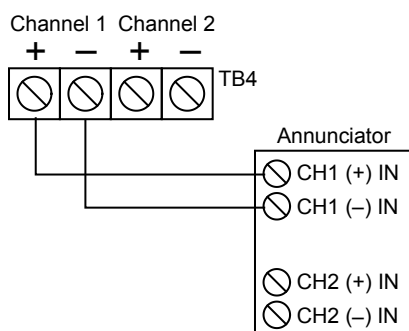 Channel 1 Channel 2
+ – + –
TB4
Annunciator
CH1 (+) IN
CH1 (–) IN
CH2 (+) IN
CH2 (–) IN